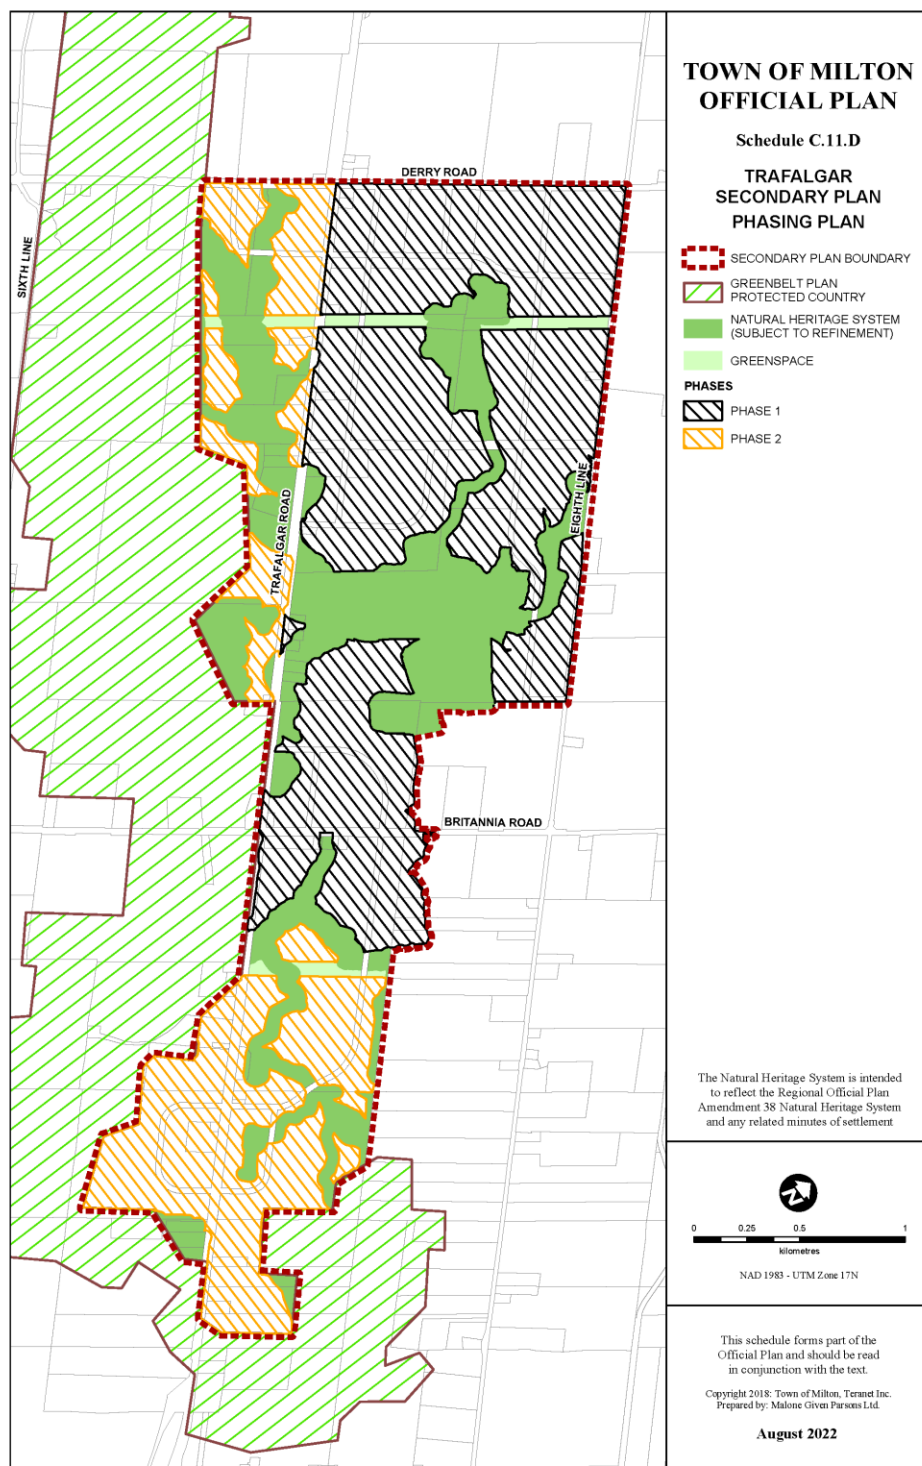 TOWN OF MILTON
OFFICIAL PLAN
Schedule C.11.D
TRAFALGAR
SECONDARY PLAN
PHASING PLAN
SECONDARY PLAN BOUNDARY
GREENBELT PLAN
PROTECTED COUNTRY
NATURAL HERITAGE SYSTEM
(SUBJECT TO REFINEMENT)
GREENSPACE
PHASES
PHASE 1
PHASE 2
DERRY ROAD
SIXTH LINE
TRAFALGAR ROAD
EIGHTH LINE
BRITANNIA ROAD
The Natural Heritage System is intended
to reflect the Regional Official Plan
Amendment 38 Natural Heritage System
and any related minutes of settlement
N
0 0.25 0.5 1
kilometres
NAD 1983 - UTM Zone 17N
This schedule forms part of the
Official Plan and should be read
in conjunction with the text.
Copyright 2018: Town of Milton, Teranet Inc.
Prepared by: Malone Given Parsons Ltd.
August 2022